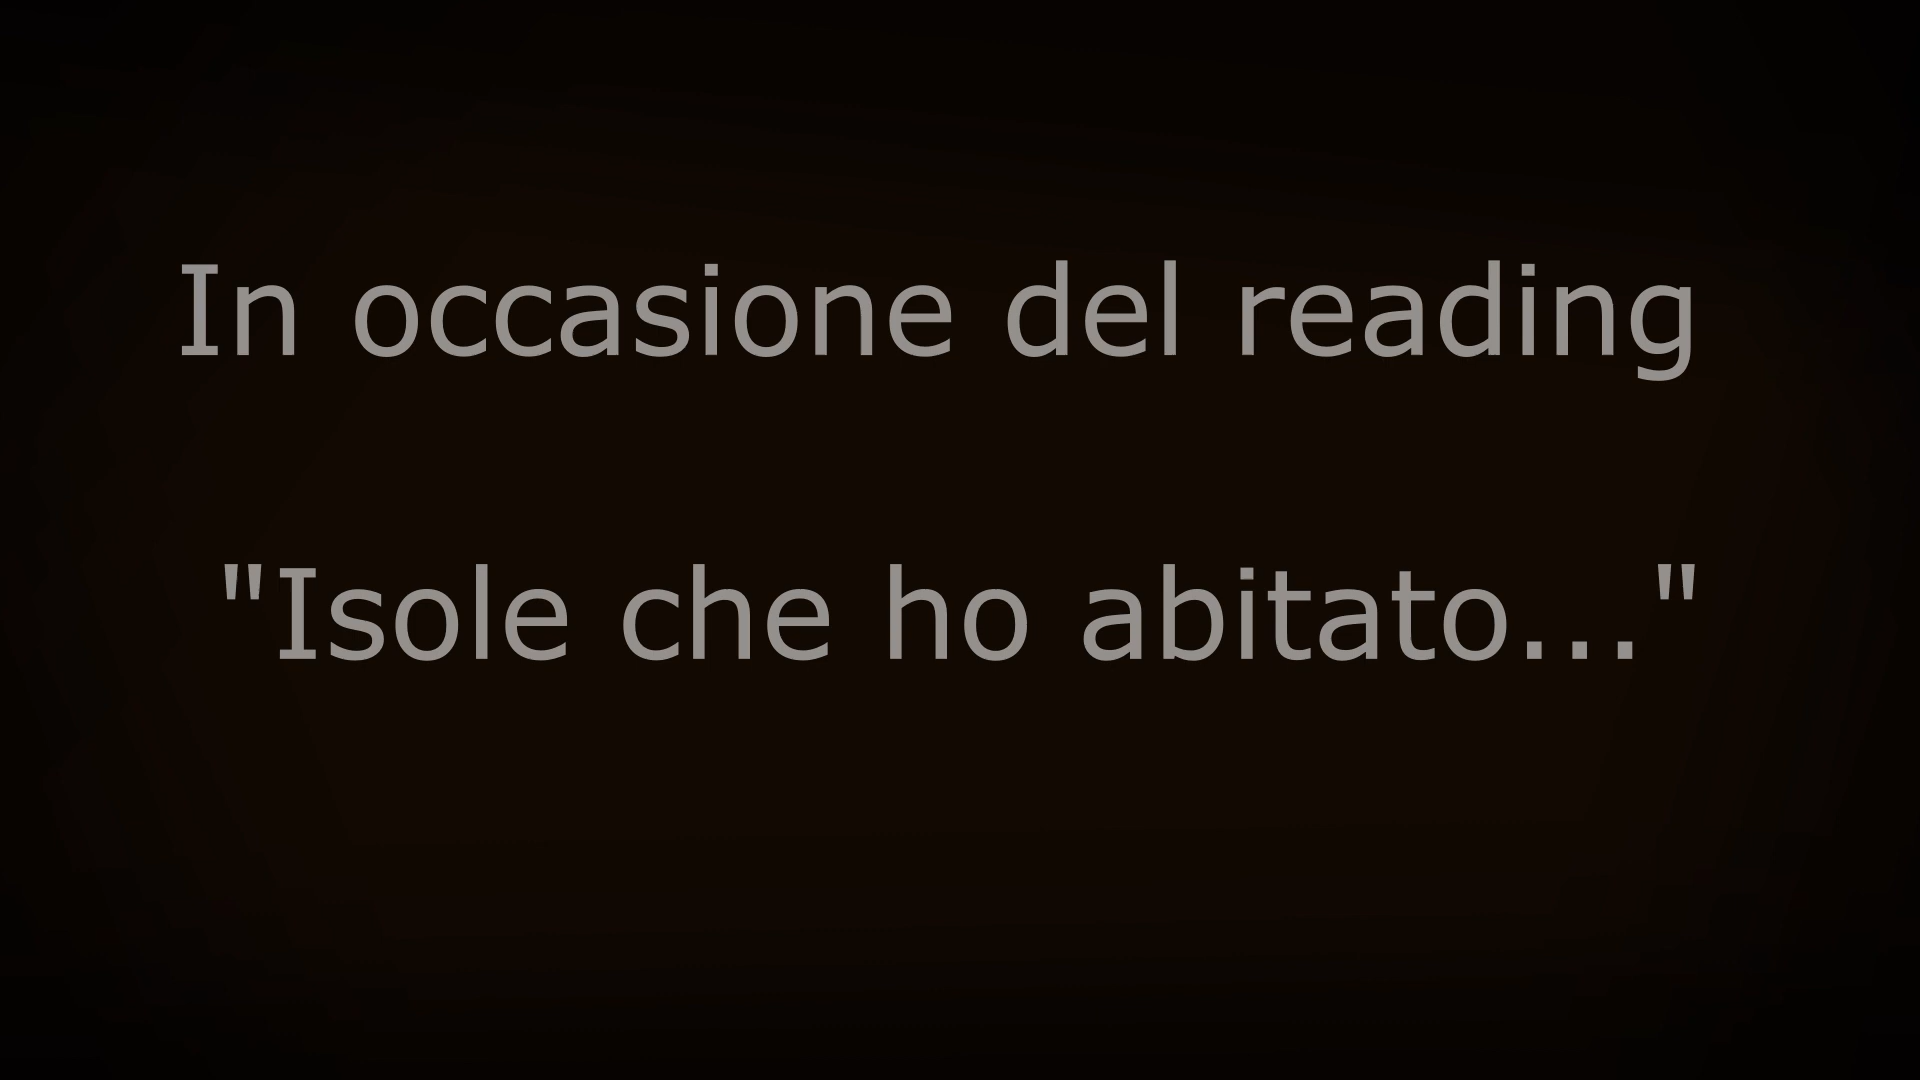 In occasione del reading
"Isole che ho abitato..."